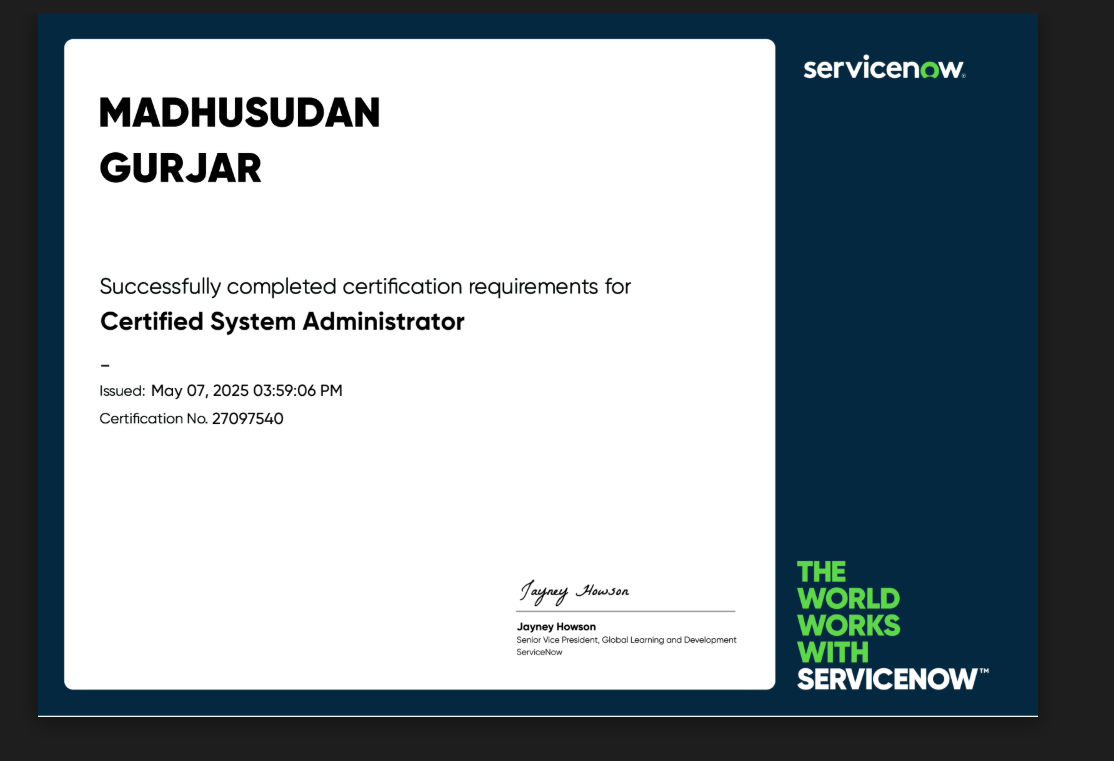 servicenow®
MADHUSUDAN
GURJAR
Successfully completed certification requirements for
Certified System Administrator
–
Issued: May 07, 2025 03:59:06 PM
Certification No. 27097540
Jayney Howson
Jayney Howson
Senior Vice President, Global Learning and Development
ServiceNow
THE
WORLD
WORKS
WITH
SERVICENOW™